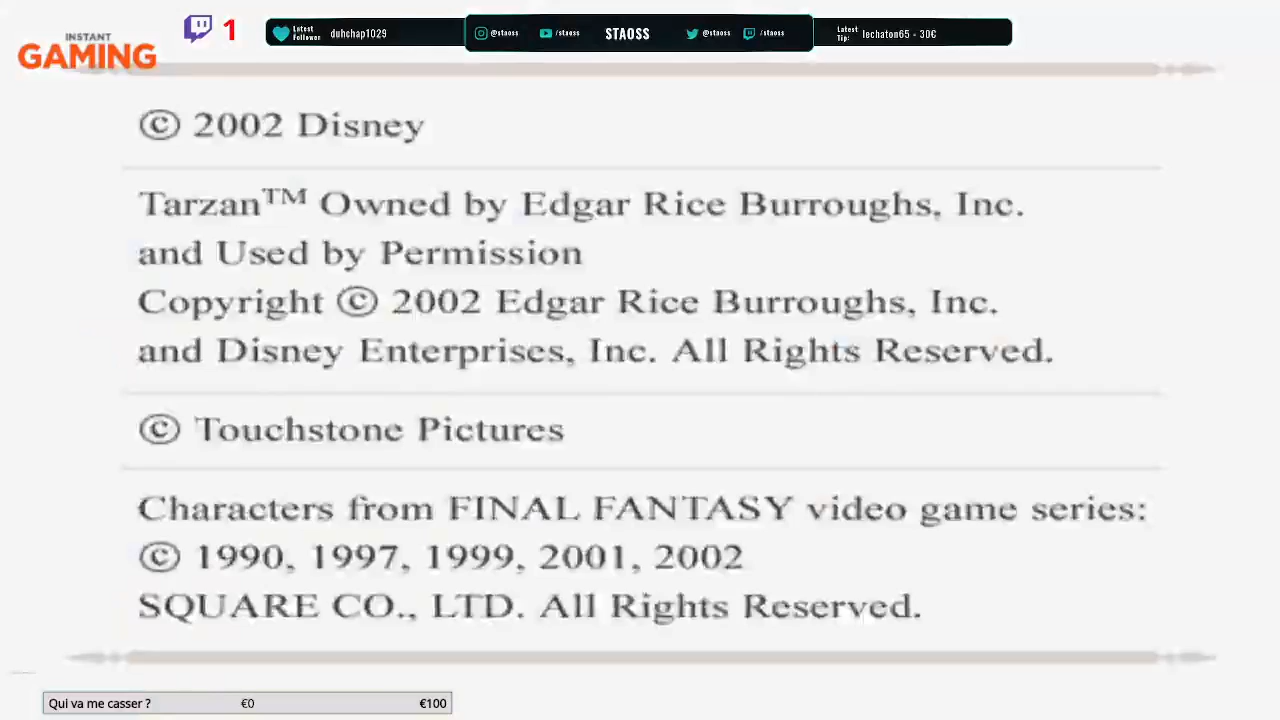 INSTANT
GAMING
1
Latest
Follower
duhchap1029
@staoss
/staoss
STAOSS
@staoss
/staoss
Latest
Tip:
lechaton65 - 30€
© 2002 Disney
Tarzan™ Owned by Edgar Rice Burroughs, Inc.
and Used by Permission
Copyright © 2002 Edgar Rice Burroughs, Inc.
and Disney Enterprises, Inc. All Rights Reserved.
© Touchstone Pictures
Characters from FINAL FANTASY video game series:
© 1990, 1997, 1999, 2001, 2002
SQUARE CO., LTD. All Rights Reserved.
Qui va me casser ? €0 €100